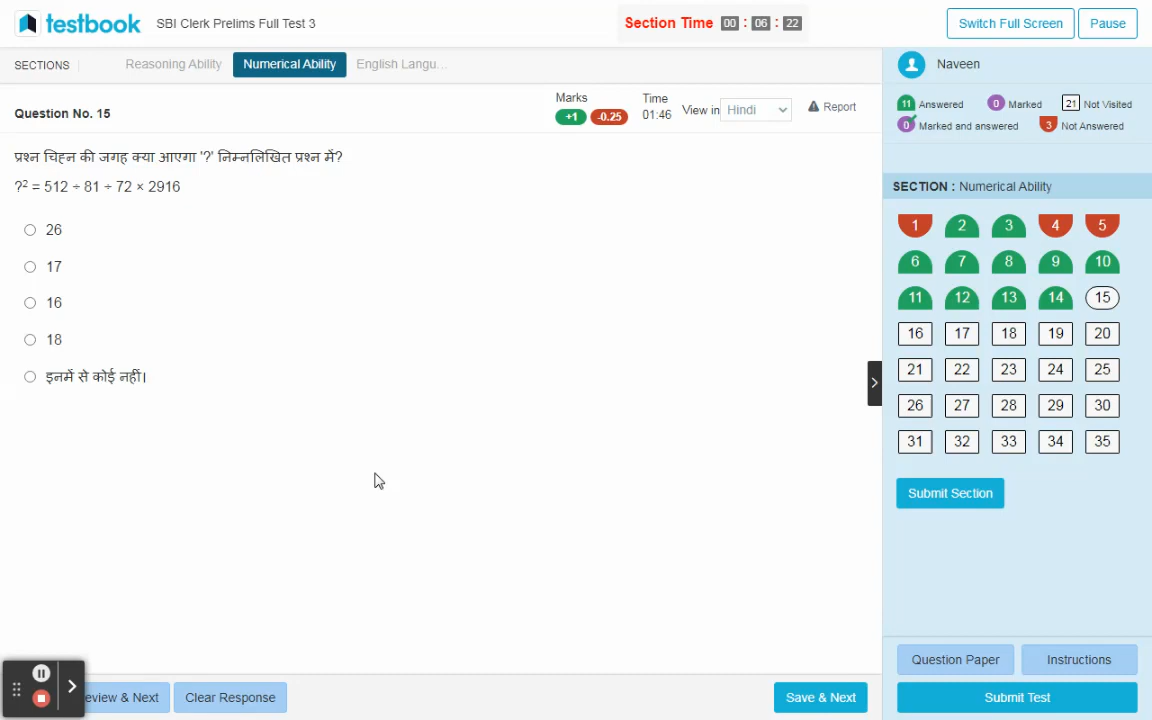 testbook SBI Clerk Prelims Full Test 3 Section Time 00 : 06 : 22 Switch Full Screen Pause
SECTIONS Reasoning Ability Numerical Ability English Langu... Naveen
Question No. 15 Marks +1 -0.25 Time 01:46 View in Hindi Report
11 Answered 0 Marked 21 Not Visited
0 Marked and answered 3 Not Answered
प्रश्न चिह्न की जगह क्या आएगा '?' निम्नलिखित प्रश्न में?
?² = 512 ÷ 81 ÷ 72 × 2916
26
17
16
18
इनमें से कोई नहीं।
SECTION : Numerical Ability
1 2 3 4 5
6 7 8 9 10
11 12 13 14 15
16 17 18 19 20
21 22 23 24 25
26 27 28 29 30
31 32 33 34 35
Submit Section
Question Paper Instructions
eview & Next Clear Response Save & Next Submit Test